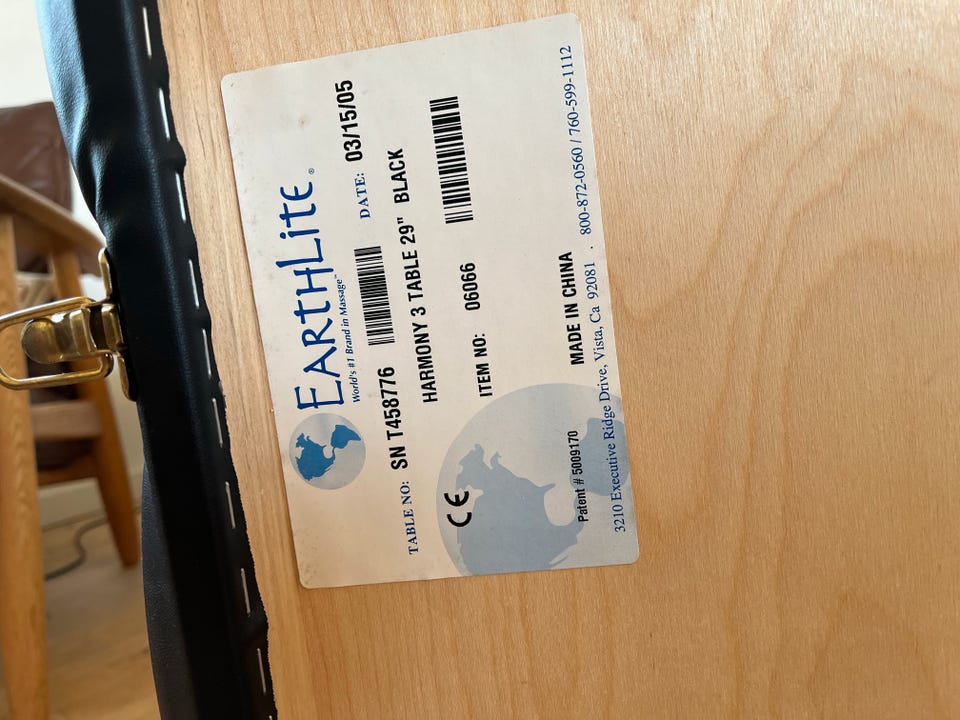 EARTHLITE®
World's #1 Brand in Massage™
TABLE NO: SN T458776 DATE: 03/15/05
HARMONY 3 TABLE 29" BLACK
ITEM NO: 06066
CE
Patent # 5009170 MADE IN CHINA
3210 Executive Ridge Drive, Vista, Ca 92081 . 800-872-0560 / 760-599-1112